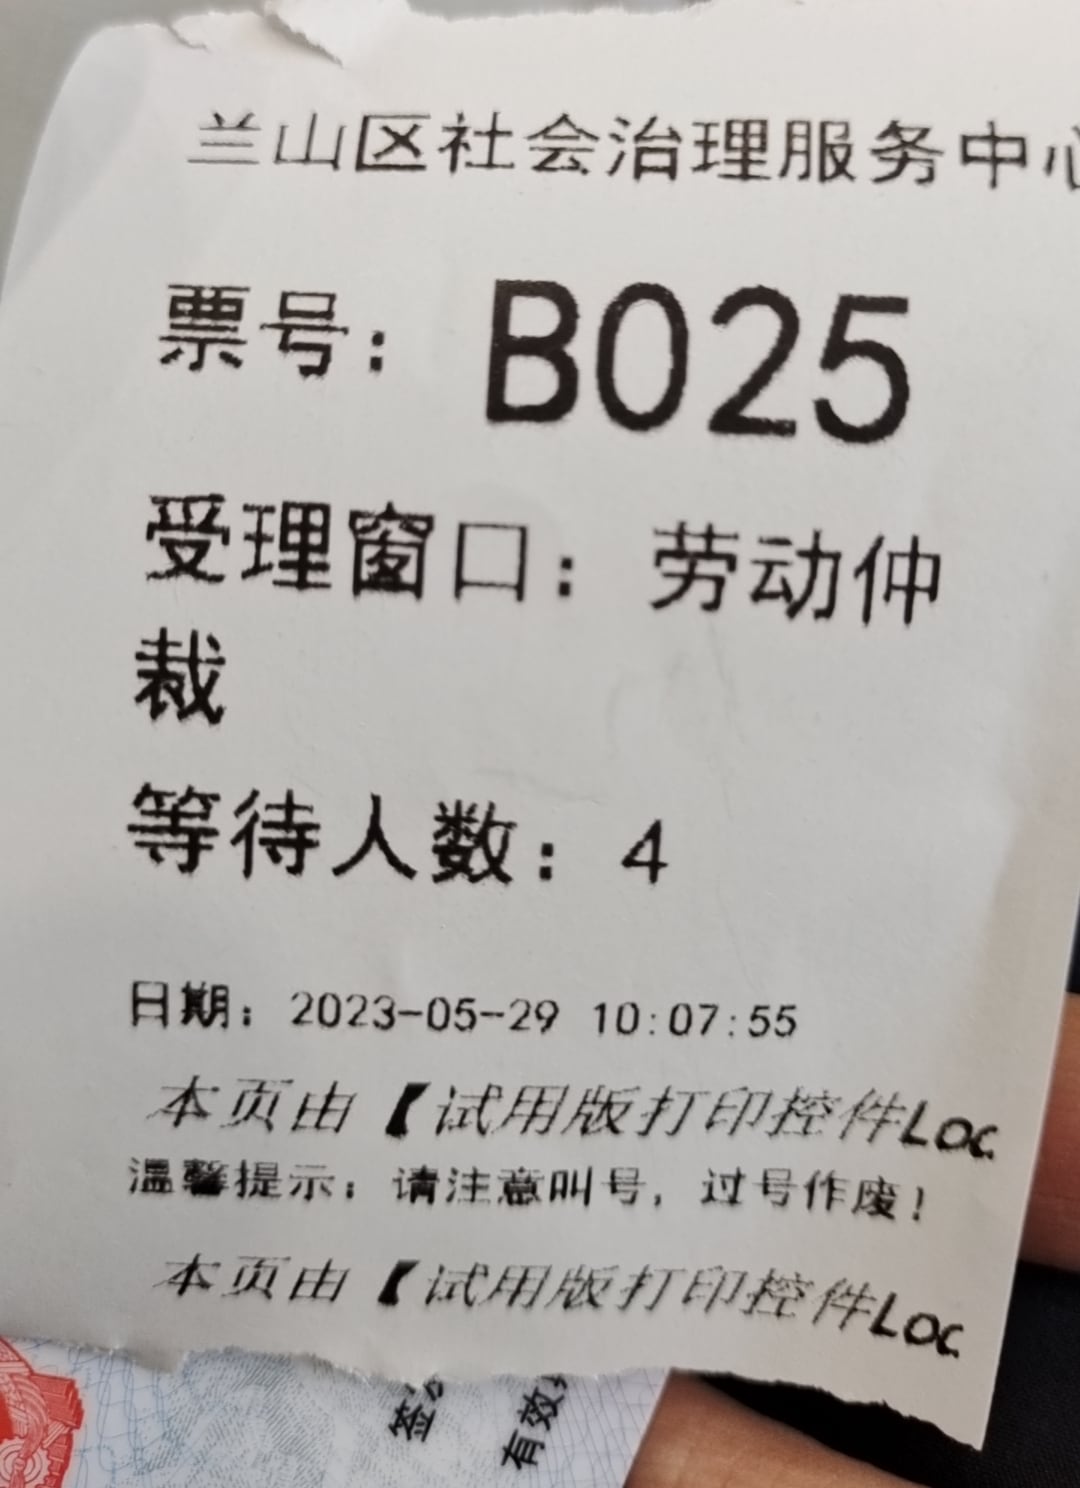 兰山区社会治理服务中心
票号： B025
受理窗口： 劳动仲
裁
等待人数： 4
日期： 2023-05-29 10:07:55
本页由【试用版打印控件Loc
温馨提示：请注意叫号，过号作废！
本页由【试用版打印控件Loc
签
有效